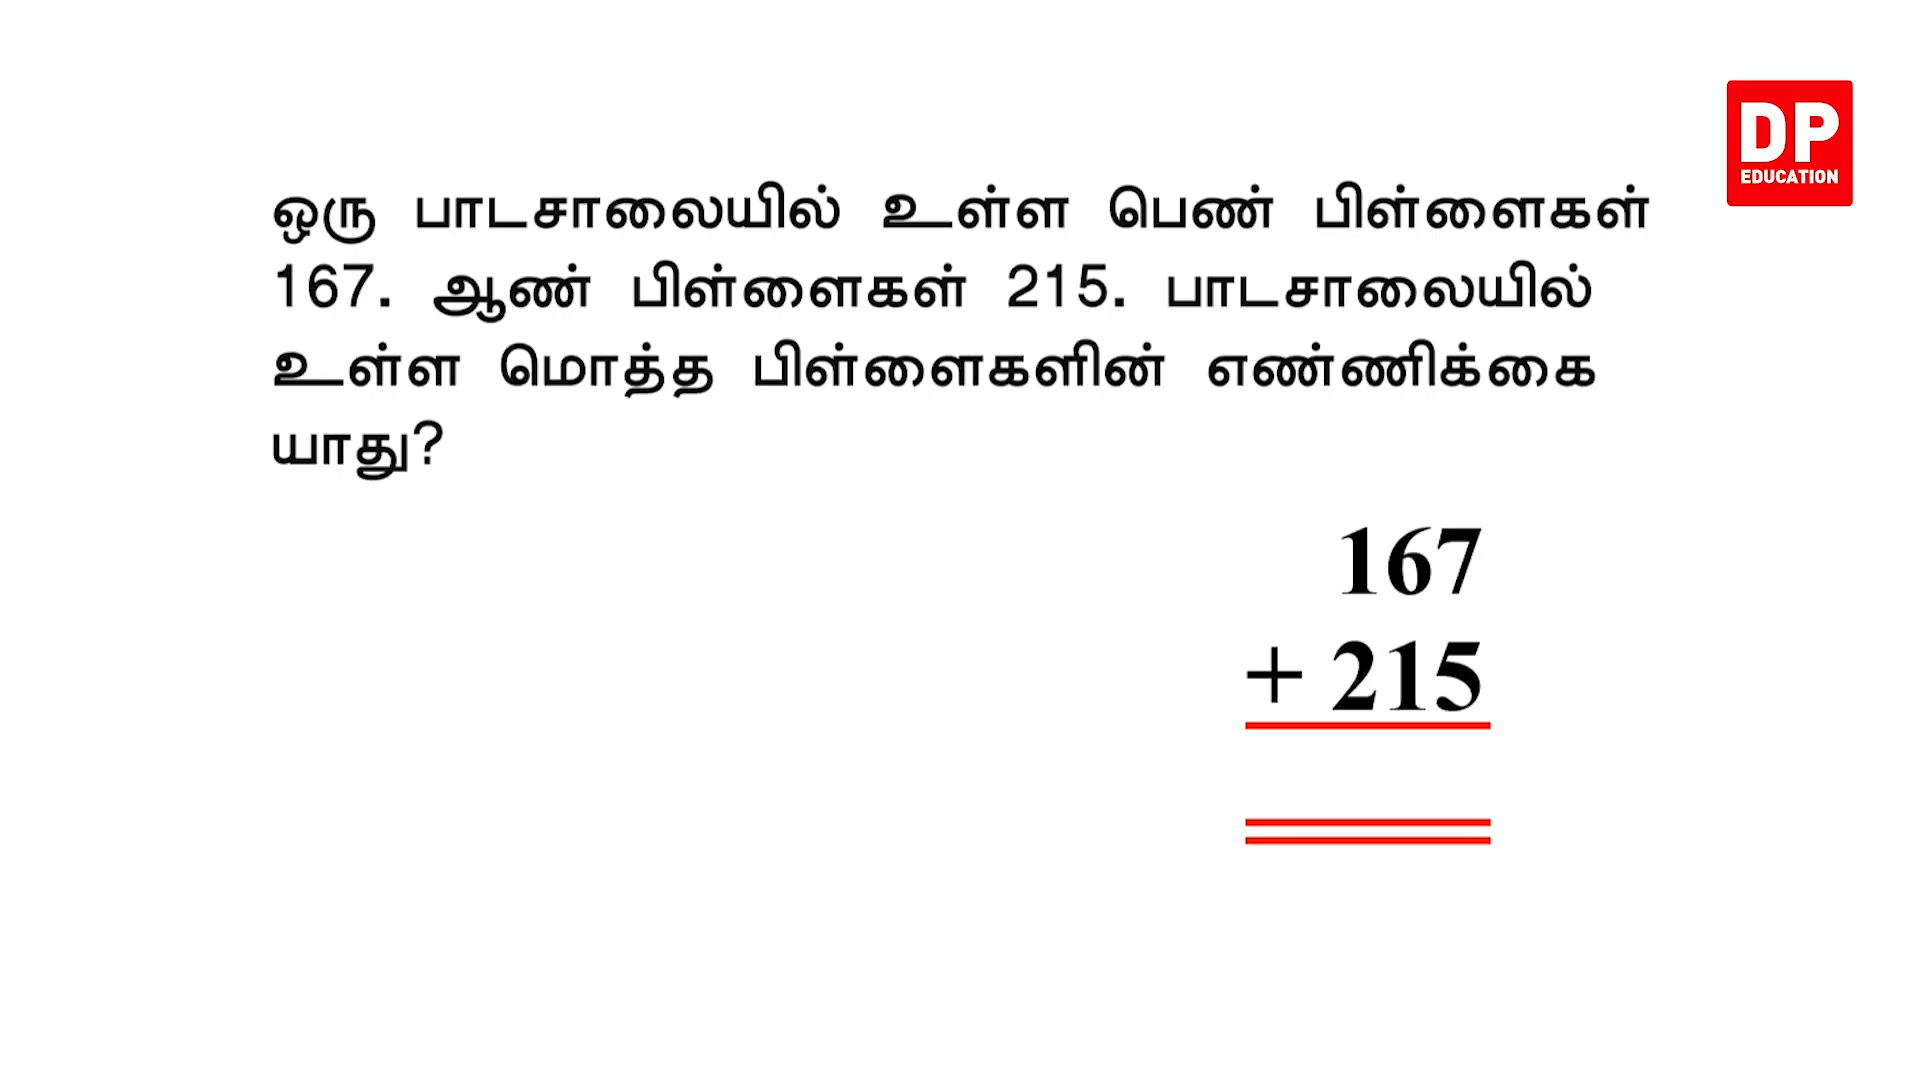 DP
EDUCATION
ஒரு பாடசாலையில் உள்ள பெண் பிள்ளைகள்
167. ஆண் பிள்ளைகள் 215. பாடசாலையில்
உள்ள மொத்த பிள்ளைகளின் எண்ணிக்கை
யாது?
167
+ 215